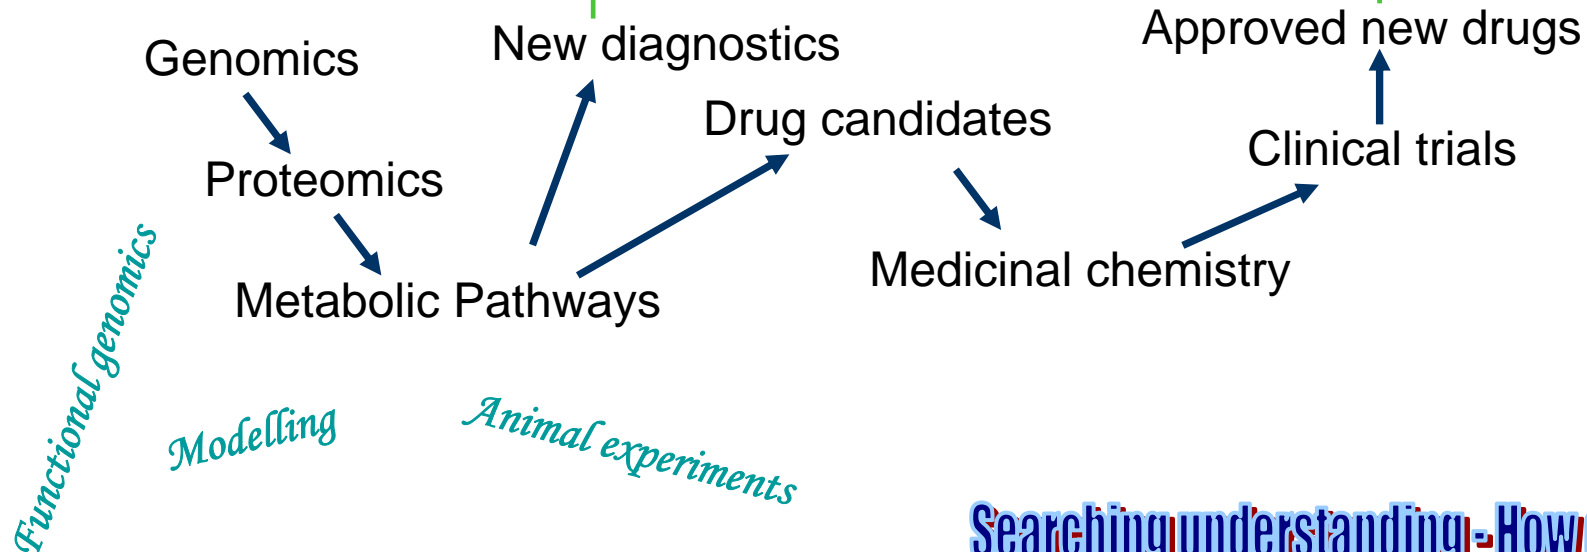 Genomics
New diagnostics
Approved new drugs
Drug candidates
Clinical trials
Proteomics
Medicinal chemistry
Metabolic Pathways
Functional genomics
Modelling
Animal experiments
Searching understanding - How